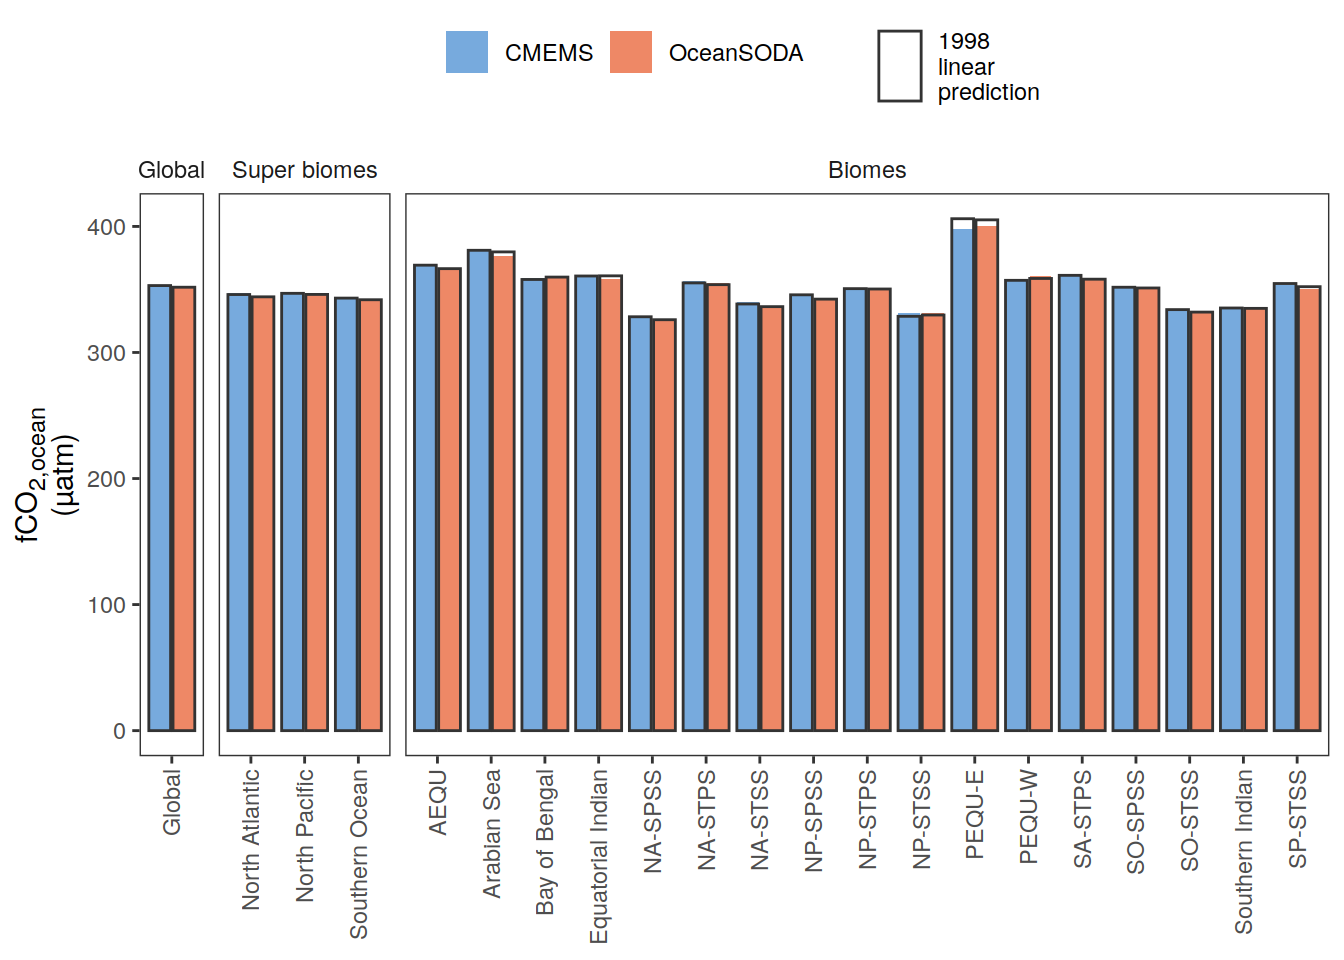 CMEMS
OceanSODA
1998
linear
prediction
Global
Super biomes
Biomes
fCO2,ocean
(µatm)
400
300
200
100
0
Global
North Atlantic
North Pacific
Southern Ocean
AEQU
Arabian Sea
Bay of Bengal
Equatorial Indian
NA-SPSS
NA-STPS
NA-STSS
NP-SPSS
NP-STPS
NP-STSS
PEQU-E
PEQU-W
SA-STPS
SO-SPSS
SO-STSS
Southern Indian
SP-STSS